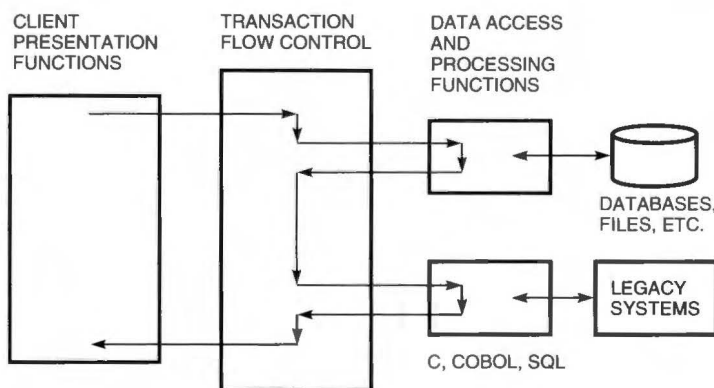 CLIENT
PRESENTATION
FUNCTIONS
TRANSACTION
FLOW CONTROL
DATA ACCESS
AND
PROCESSING
FUNCTIONS
DATABASES,
FILES, ETC.
LEGACY
SYSTEMS
C, COBOL, SQL